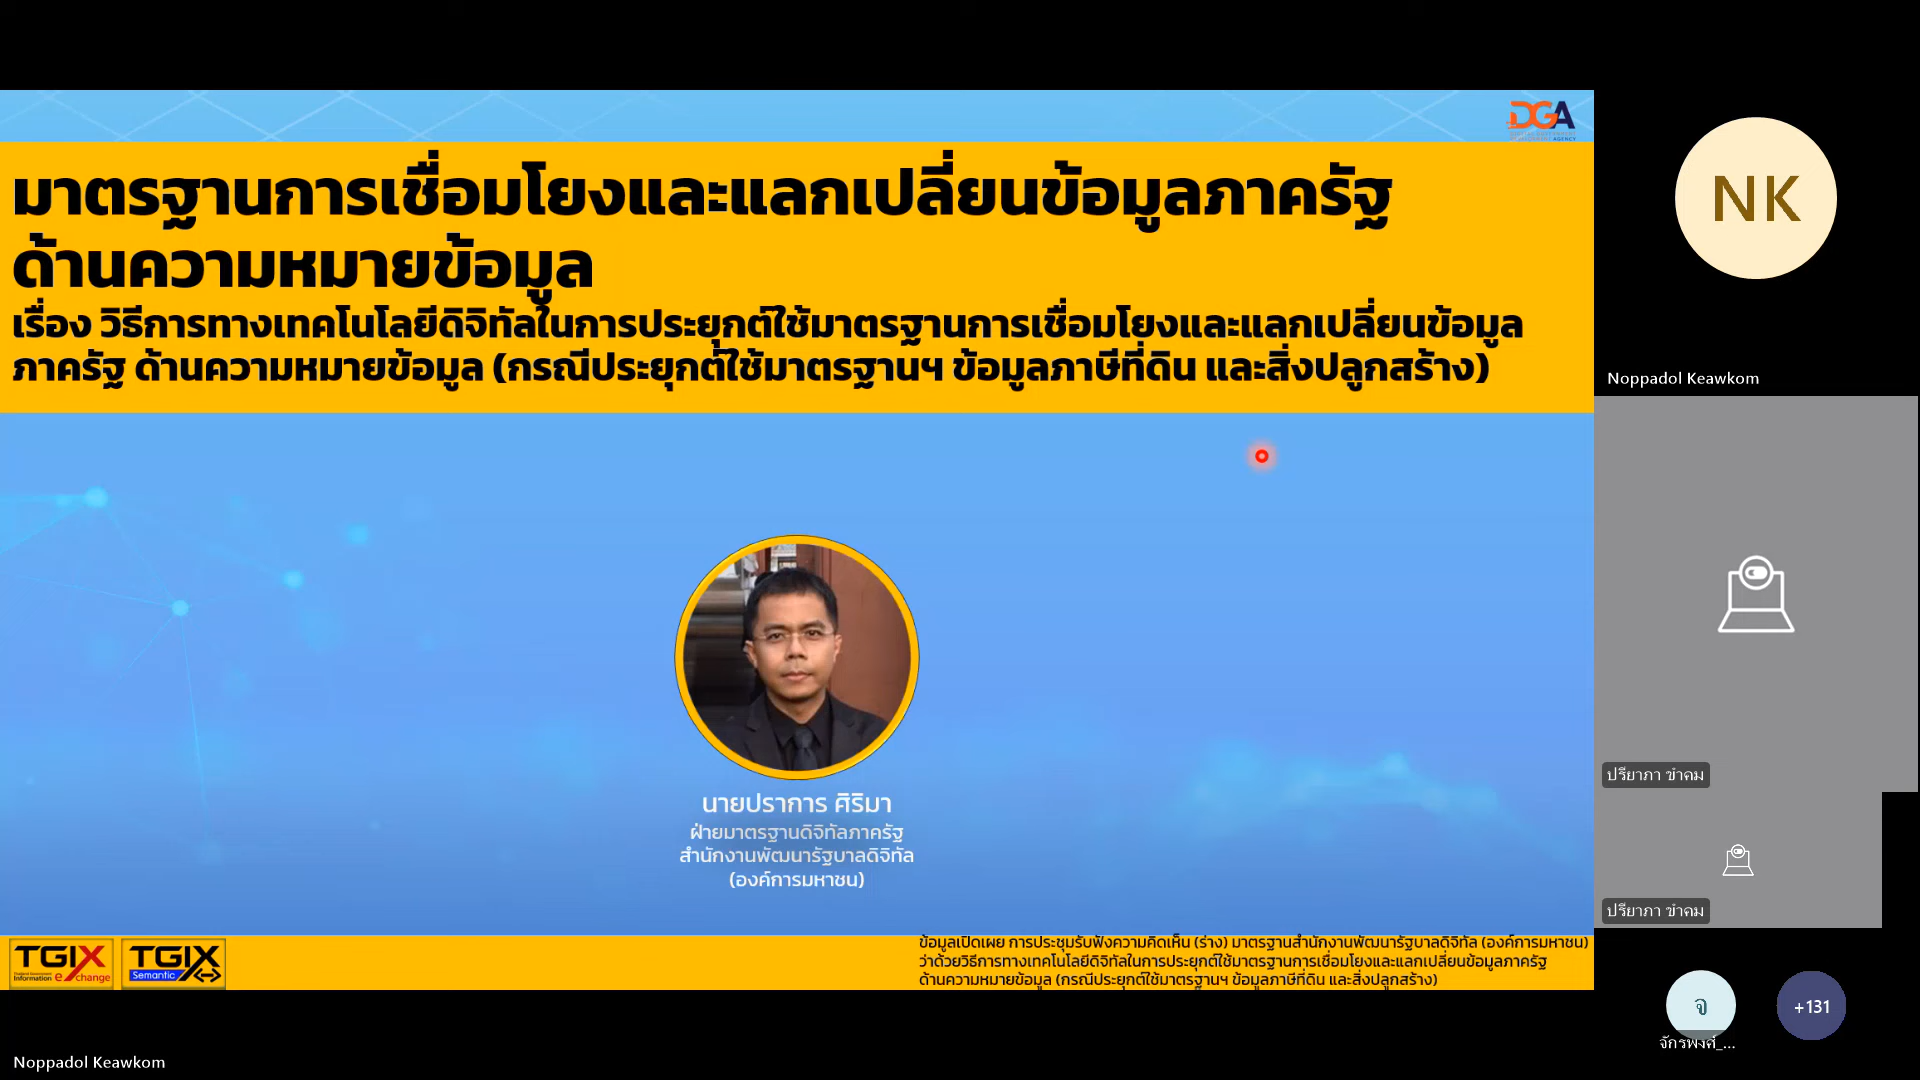 DGA
มาตรฐานการเชื่อมโยงและแลกเปลี่ยนข้อมูลภาครัฐ
ด้านความหมายข้อมูล
เรื่อง วิธีการทางเทคโนโลยีดิจิทัลในการประยุกต์ใช้มาตรฐานการเชื่อมโยงและแลกเปลี่ยนข้อมูล
ภาครัฐ ด้านความหมายข้อมูล (กรณีประยุกต์ใช้มาตรฐานฯ ข้อมูลภาษีที่ดิน และสิ่งปลูกสร้าง)
นายปราการ ศิริมา
ฝ่ายมาตรฐานดิจิทัลภาครัฐ
สำนักงานพัฒนารัฐบาลดิจิทัล
(องค์การมหาชน)
TGIX
Information eXchange
TGIX
Semantic
ข้อมูลเปิดเผย การประชุมรับฟังความคิดเห็น (ร่าง) มาตรฐานสำนักงานพัฒนารัฐบาลดิจิทัล (องค์การมหาชน)
ว่าด้วยวิธีการทางเทคโนโลยีดิจิทัลในการประยุกต์ใช้มาตรฐานการเชื่อมโยงและแลกเปลี่ยนข้อมูลภาครัฐ
ด้านความหมายข้อมูล (กรณีประยุกต์ใช้มาตรฐานฯ ข้อมูลภาษีที่ดิน และสิ่งปลูกสร้าง)
NK
Noppadol Keawkom
ปรียาภา ขำคม
ปรียาภา ขำคม
จ
+131
จักรพงศ์_...
Noppadol Keawkom